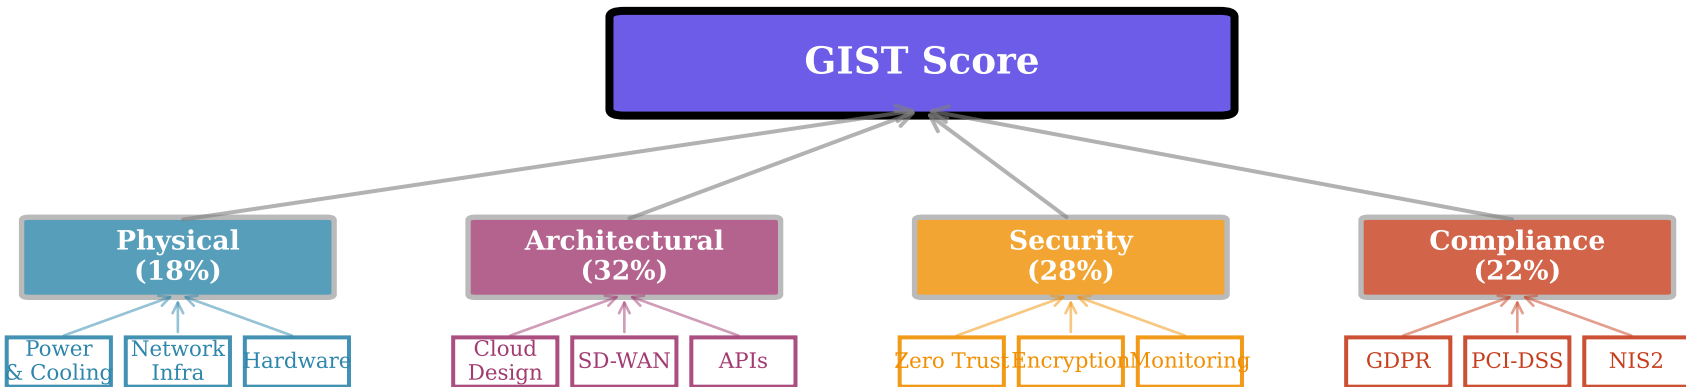 GIST Score
Physical
(18%)
Architectural
(32%)
Security
(28%)
Compliance
(22%)
Power
& Cooling
Network
Infra
Hardware
Cloud
Design
SD-WAN
APIs
Zero Trust
Encryption
Monitoring
GDPR
PCI-DSS
NIS2